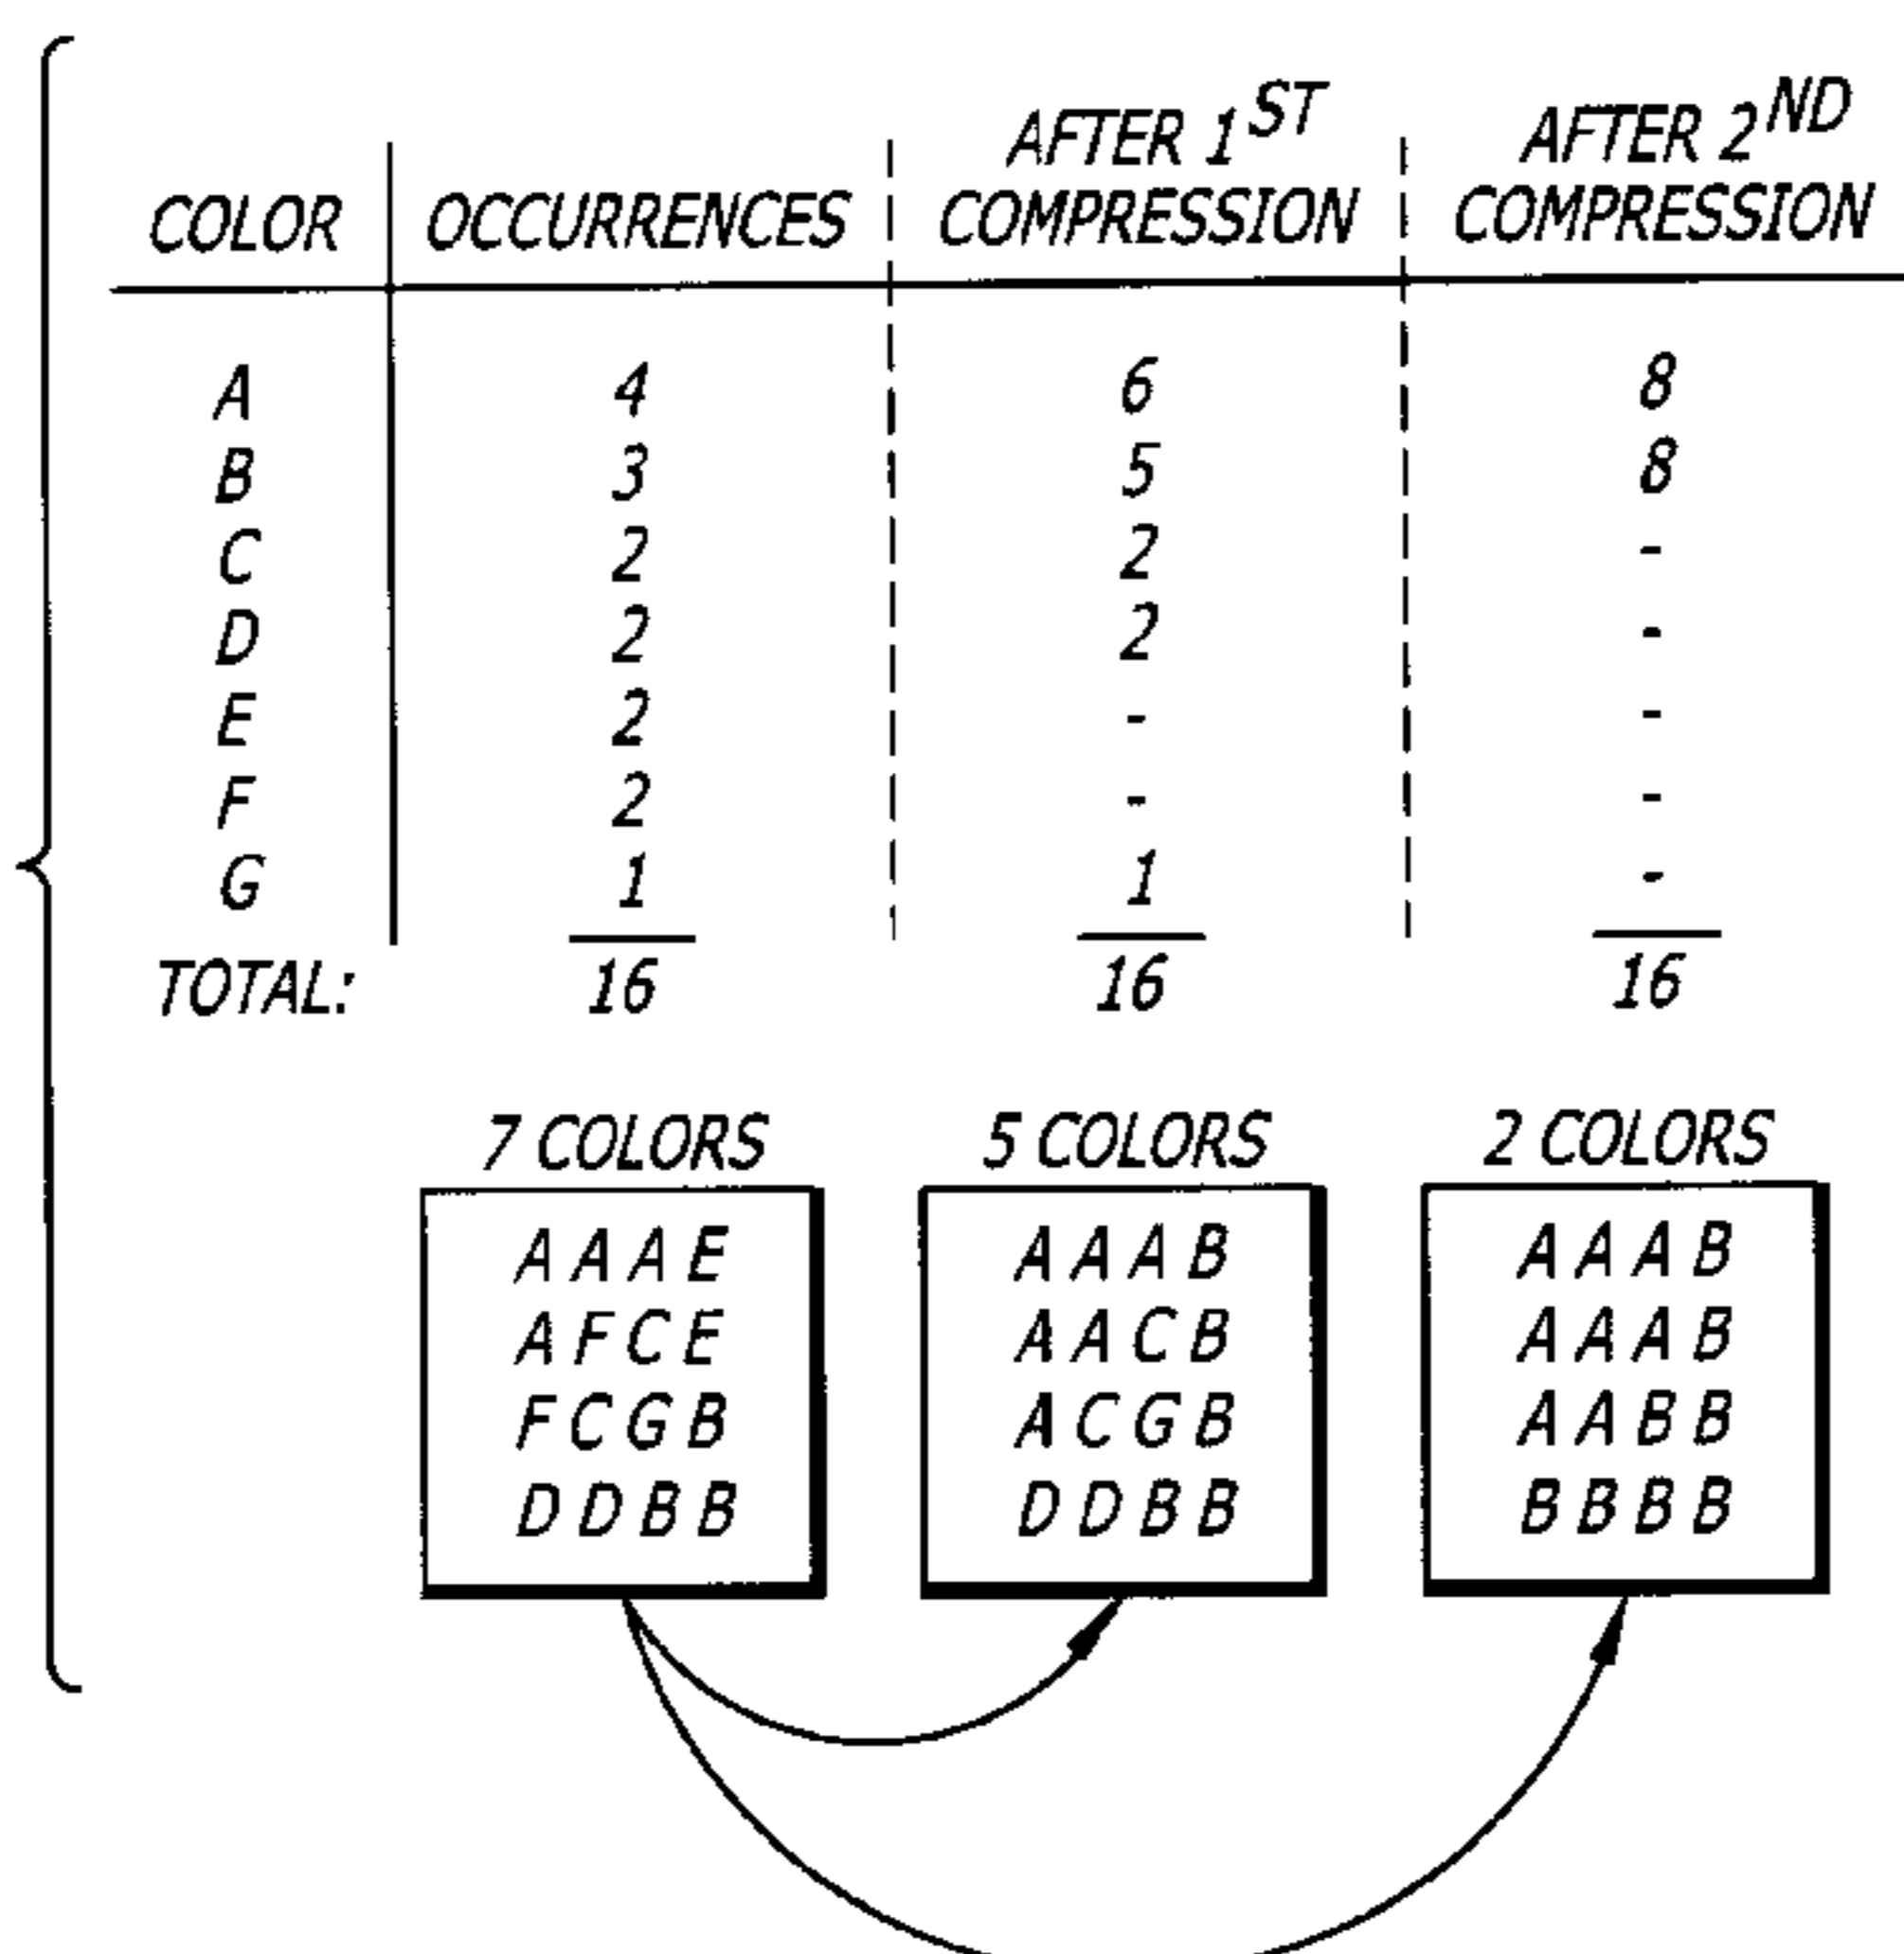 COLOR OCCURRENCES AFTER 1ST COMPRESSION AFTER 2ND COMPRESSION
A 4 6 8
B 3 5 8
C 2 2 -
D 2 2 -
E 2 - -
F 2 - -
G 1 1 -
TOTAL: 16 16 16
7 COLORS 5 COLORS 2 COLORS
A A A E A A A B A A A B
A F C E A A C B A A A B
F C G B A C G B A A B B
D D B B D D B B B B B B